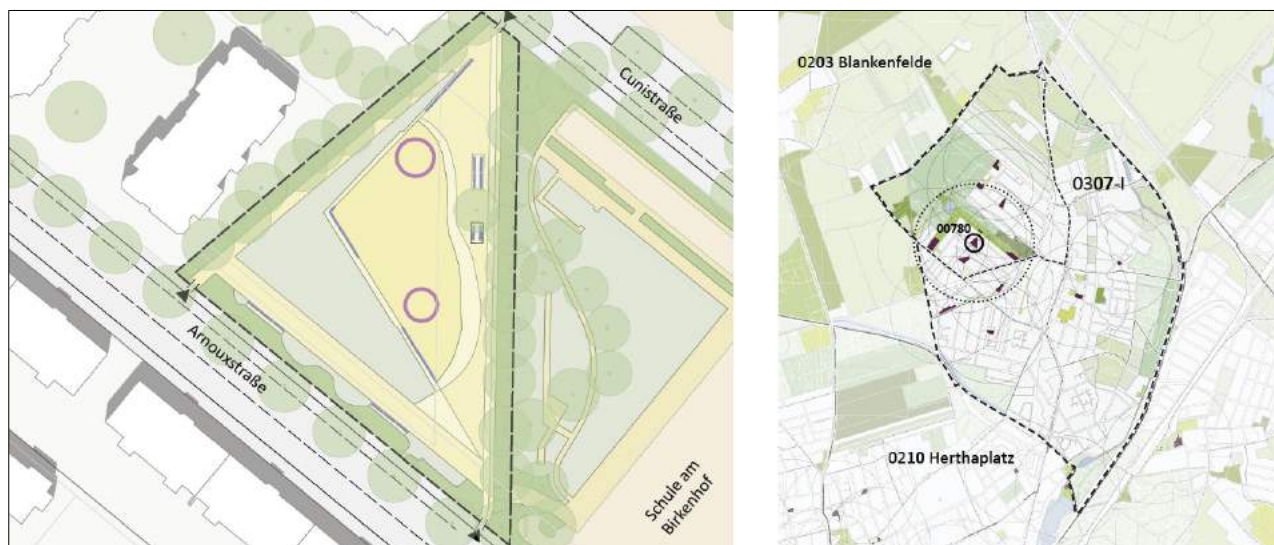 Cunistraße
Arnouxstraße
Schule am
Birkenhof
0203 Blankenfelde
0307-I
00780
0210 Herthaplatz